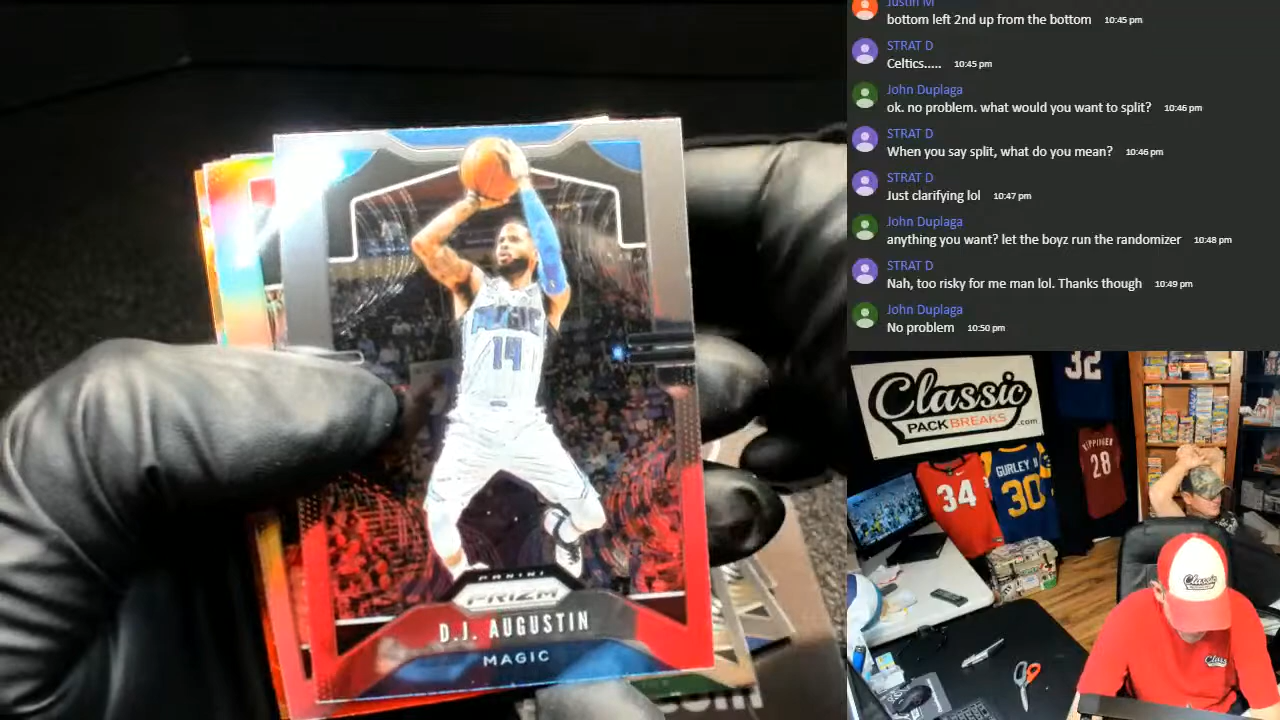 Justin M
bottom left 2nd up from the bottom 10:45 pm
STRAT D
Celtics..... 10:45 pm
John Duplaga
ok. no problem. what would you want to split? 10:46 pm
STRAT D
When you say split, what do you mean? 10:46 pm
STRAT D
Just clarifying lol 10:47 pm
John Duplaga
anything you want? let the boyz run the randomizer 10:48 pm
STRAT D
Nah, too risky for me man lol. Thanks though 10:49 pm
John Duplaga
No problem 10:50 pm
MAGIC
14
PANINI
PRIZM
D.J. AUGUSTIN
MAGIC
Classic
PACKBREAKS.com
32
34
GURLEY II
30
28
Classic